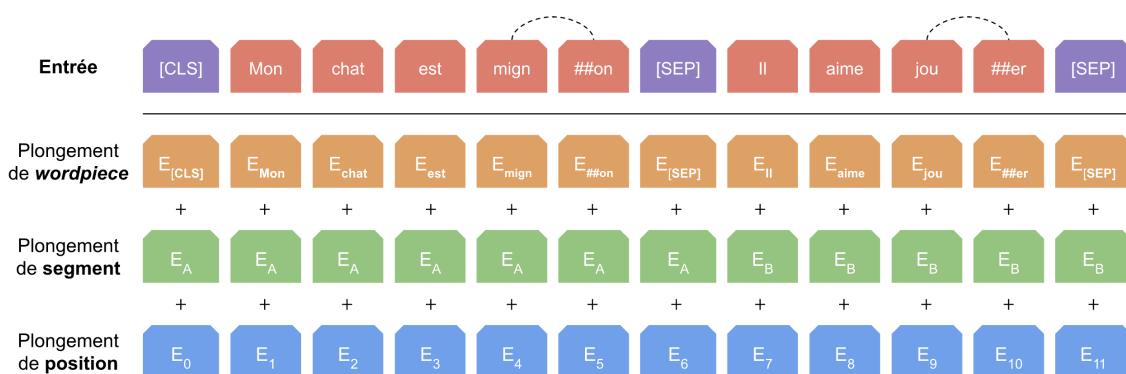 Entrée [CLS] Mon chat est mign ##on [SEP] Il aime jou ##er [SEP]
Plongement
de wordpiece
E[CLS] EMon Echat Eest Emign E##on E[SEP] EIl Eaime Ejou E##er E[SEP]
+ + + + + + + + + + + +
Plongement
de segment
EA EA EA EA EA EA EA EB EB EB EB EB
+ + + + + + + + + + + +
Plongement
de position
E0 E1 E2 E3 E4 E5 E6 E7 E8 E9 E10 E11